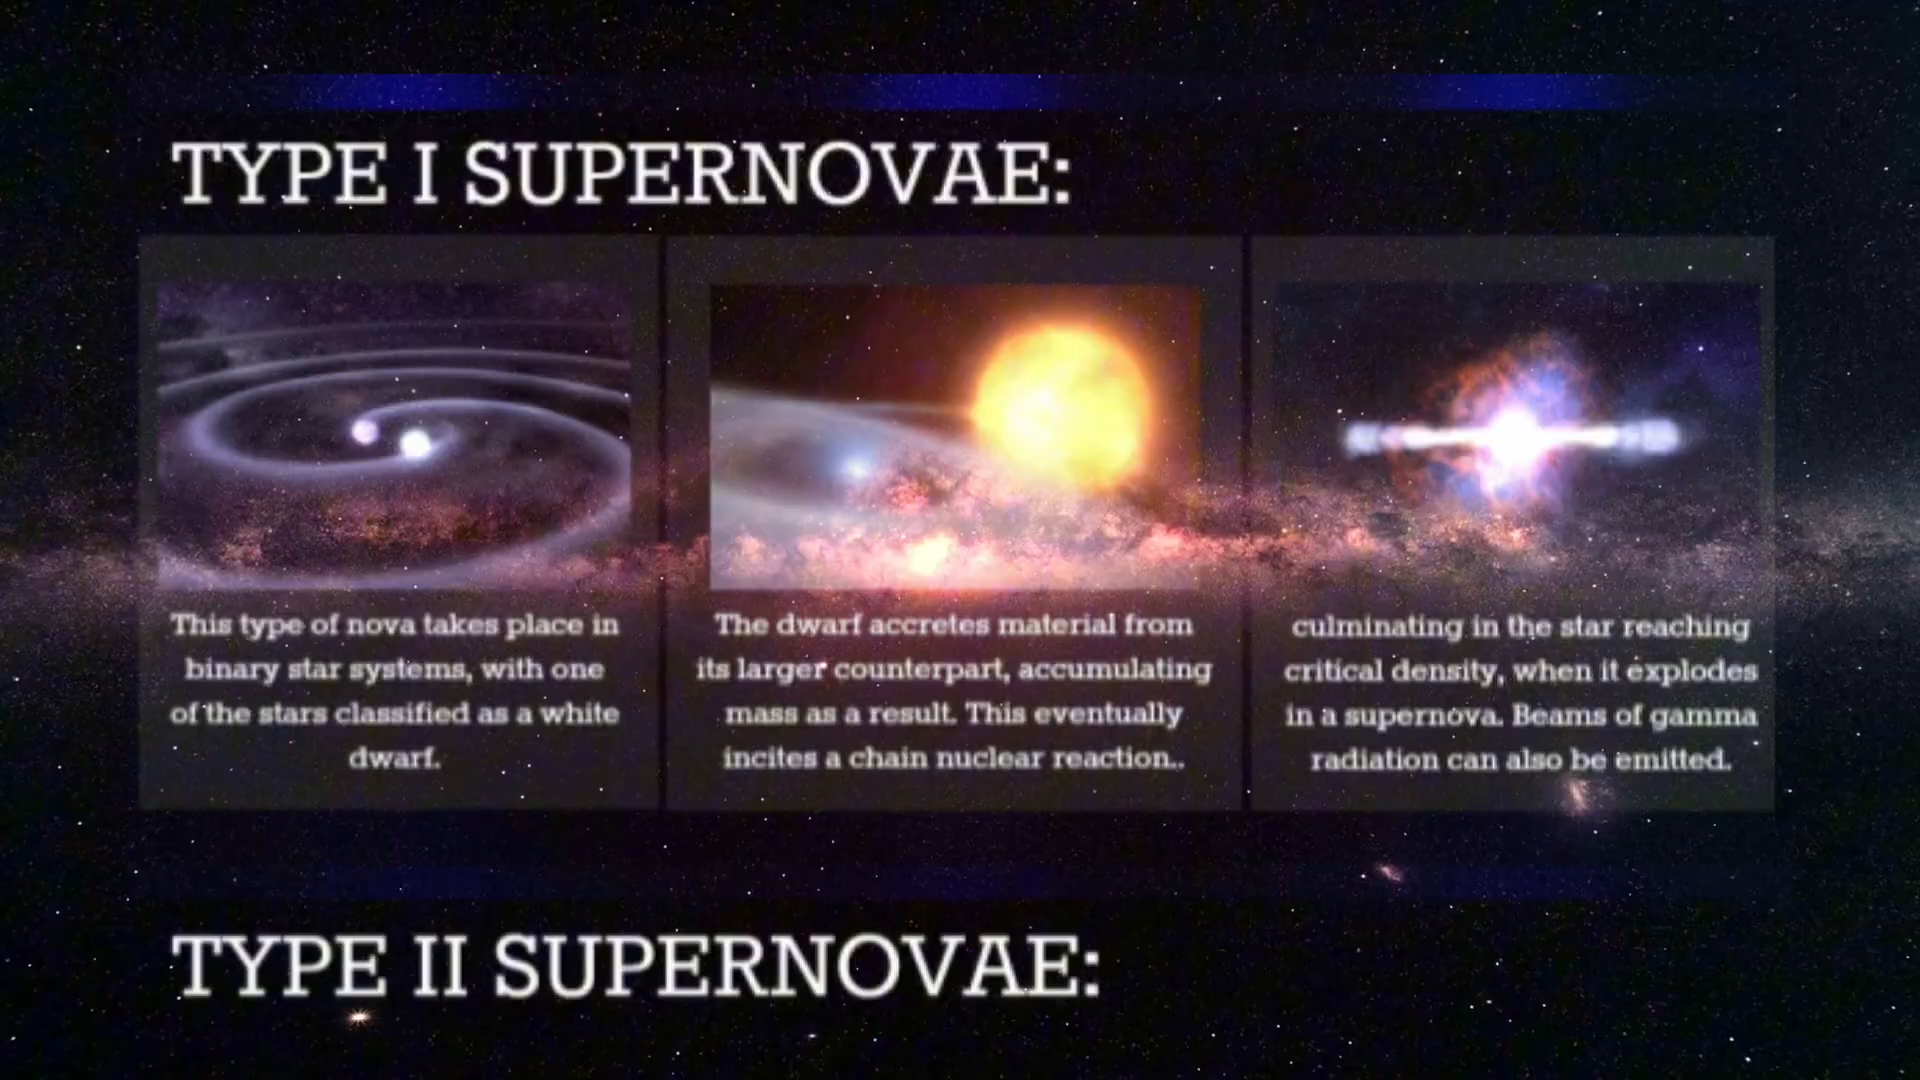 TYPE I SUPERNOVAE:
This type of nova takes place in
binary star systems, with one
of the stars classified as a white
dwarf.
The dwarf accretes material from
its larger counterpart, accumulating
mass as a result. This eventually
incites a chain nuclear reaction..
culminating in the star reaching
critical density, when it explodes
in a supernova. Beams of gamma
radiation can also be emitted.
TYPE II SUPERNOVAE: